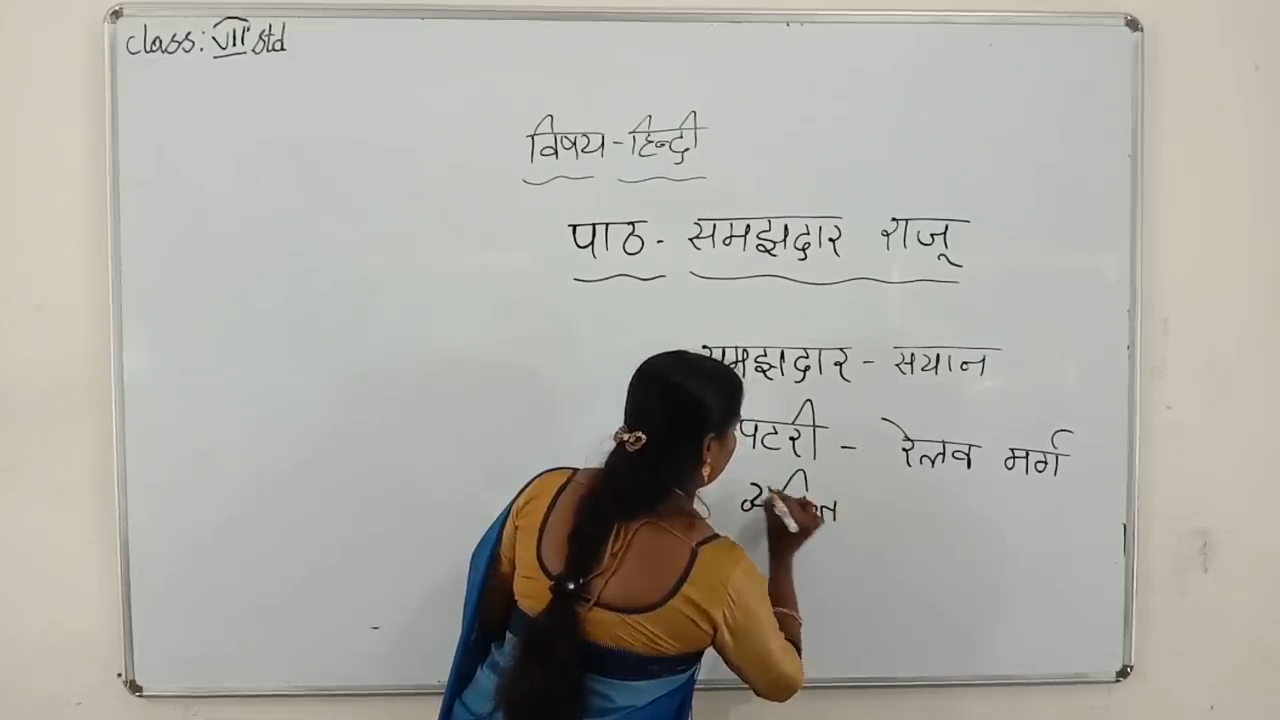 class: VII std
विषय - हिन्दी
पाठ - समझदार राजू
समझदार - सयान
पटरी - रेलव मर्ग